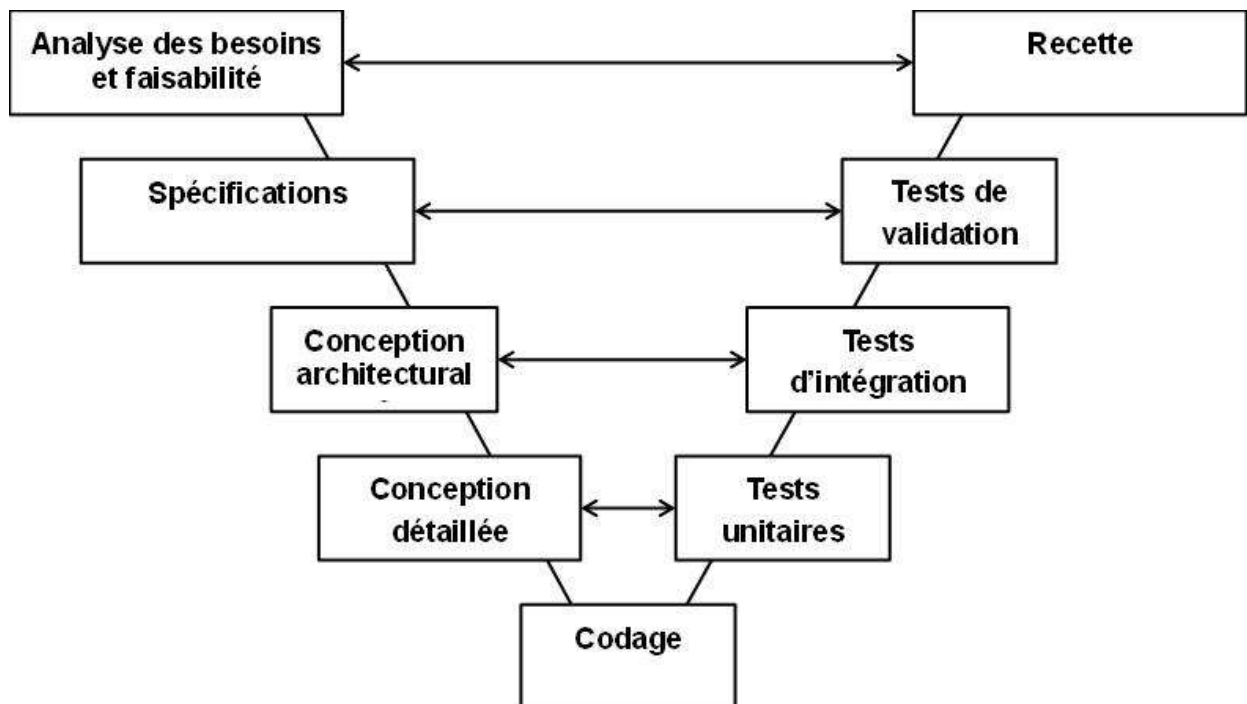 Analyse des besoins
et faisabilité
Recette
Spécifications
Tests de
validation
Conception
architectural
Tests
d'intégration
Conception
détaillée
Tests
unitaires
Codage